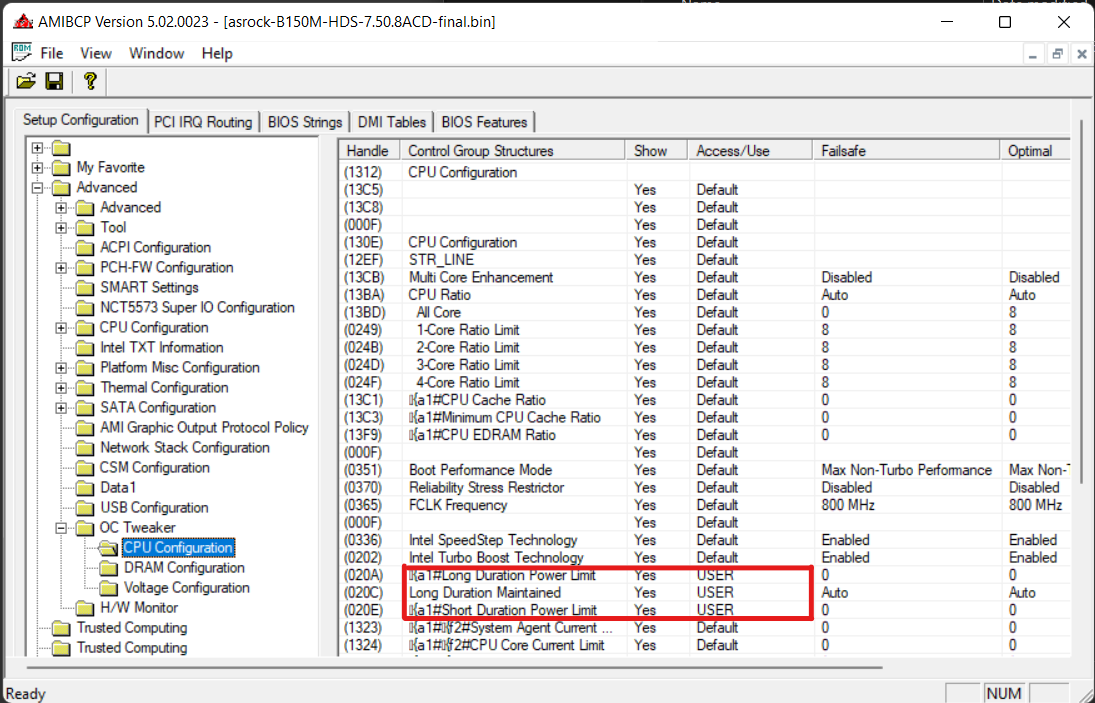 AMIBCP Version 5.02.0023 - [asrock-B150M-HDS-7.50.8ACD-final.bin]
File View Window Help
Setup Configuration PCI IRQ Routing BIOS Strings DMI Tables BIOS Features
My Favorite
Advanced
Advanced
Tool
ACPI Configuration
PCH-FW Configuration
SMART Settings
NCT5573 Super IO Configuration
CPU Configuration
Intel TXT Information
Platform Misc Configuration
Thermal Configuration
SATA Configuration
AMI Graphic Output Protocol Policy
Network Stack Configuration
CSM Configuration
Data1
USB Configuration
OC Tweaker
CPU Configuration
DRAM Configuration
Voltage Configuration
H/W Monitor
Trusted Computing
Trusted Computing
Handle Control Group Structures Show Access/Use Failsafe Optimal
(1312) CPU Configuration
(13C5) Yes Default
(13C8) Yes Default
(000F) Yes Default
(130E) CPU Configuration Yes Default
(12EF) STR_LINE Yes Default
(13CB) Multi Core Enhancement Yes Default Disabled Disabled
(13BA) CPU Ratio Yes Default Auto Auto
(13BD) All Core Yes Default 0 8
(0249) 1-Core Ratio Limit Yes Default 8 8
(024B) 2-Core Ratio Limit Yes Default 8 8
(024D) 3-Core Ratio Limit Yes Default 8 8
(024F) 4-Core Ratio Limit Yes Default 8 8
(13C1) {a1#CPU Cache Ratio Yes Default 0 0
(13C3) {a1#Minimum CPU Cache Ratio Yes Default 0 0
(13F9) {a1#CPU EDRAM Ratio Yes Default 0 0
(000F) Yes Default
(0351) Boot Performance Mode Yes Default Max Non-Turbo Performance Max Non-T
(0370) Reliability Stress Restrictor Yes Default Disabled Disabled
(0365) FCLK Frequency Yes Default 800 MHz 800 MHz
(000F) Yes Default
(0336) Intel SpeedStep Technology Yes Default Enabled Enabled
(0202) Intel Turbo Boost Technology Yes Default Enabled Enabled
(020A) {a1#Long Duration Power Limit Yes USER 0 0
(020C) Long Duration Maintained Yes USER Auto Auto
(020E) {a1#Short Duration Power Limit Yes USER 0 0
(1323) {a1#{f2#System Agent Current ... Yes Default 0 0
(1324) {a1#{f2#CPU Core Current Limit Yes Default 0 0
Ready NUM